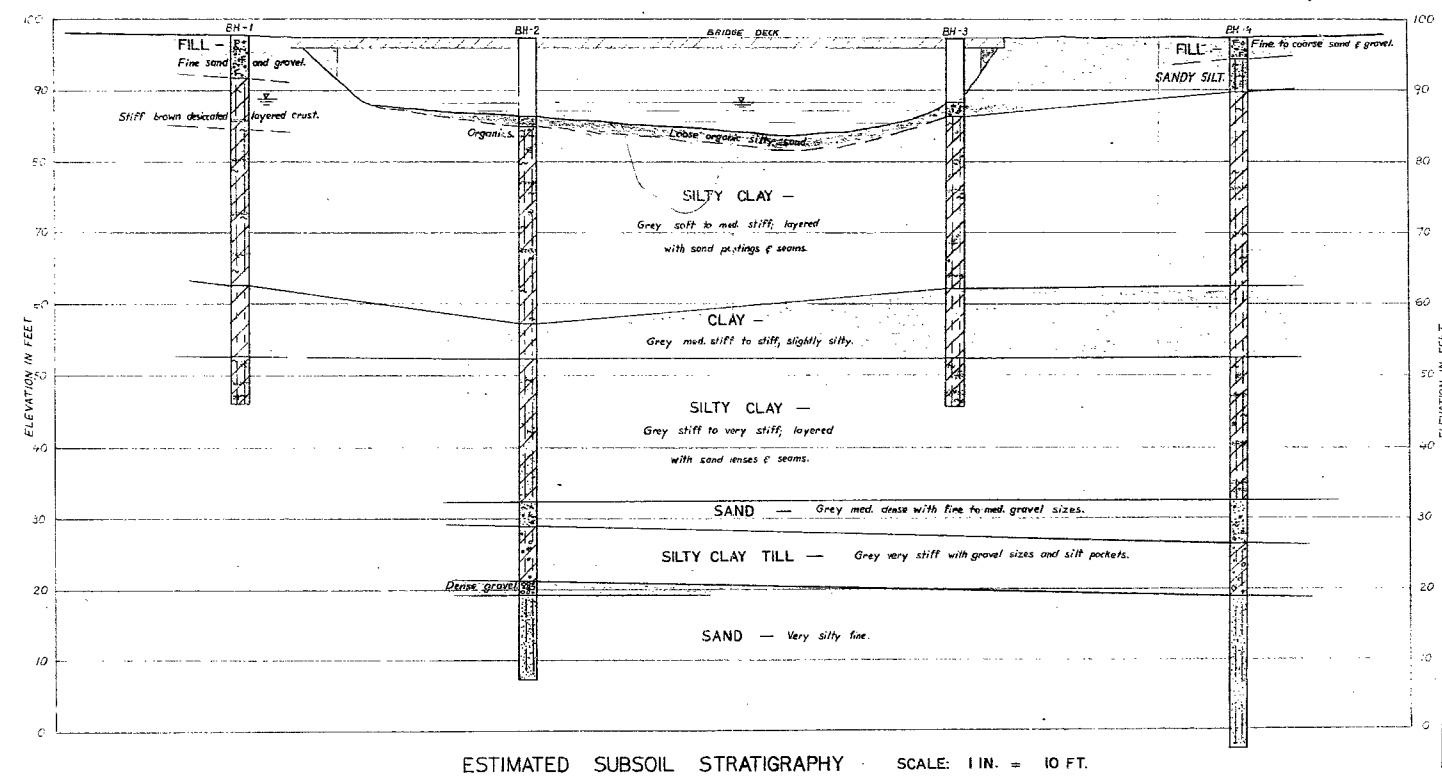 100 BH-1 BH-2 BRIDGE DECK BH-3 BH-4 100
FILL — FILL — Fine to coarse sand & gravel.
Fine sand and gravel.
SANDY SILT.
90 90
Stiff brown desiccated layered crust.
Organics. Loose organic silty sand.
80 80
SILTY CLAY —
Grey soft to med. stiff; layered
70 70
with sand partings & seams.
60 60
CLAY —
Grey med. stiff to stiff, slightly silty.
50 50
ELEVATION IN FEET
ELEVATION IN FEET
SILTY CLAY —
Grey stiff to very stiff; layered
40 40
with sand lenses & seams.
SAND — Grey med. dense with fine to med. gravel sizes.
30 30
SILTY CLAY TILL — Grey very stiff with gravel sizes and silt pockets.
Dense gravel
20 20
SAND — Very silty fine.
10 10
0 0
ESTIMATED SUBSOIL STRATIGRAPHY SCALE: 1 IN. = 10 FT.